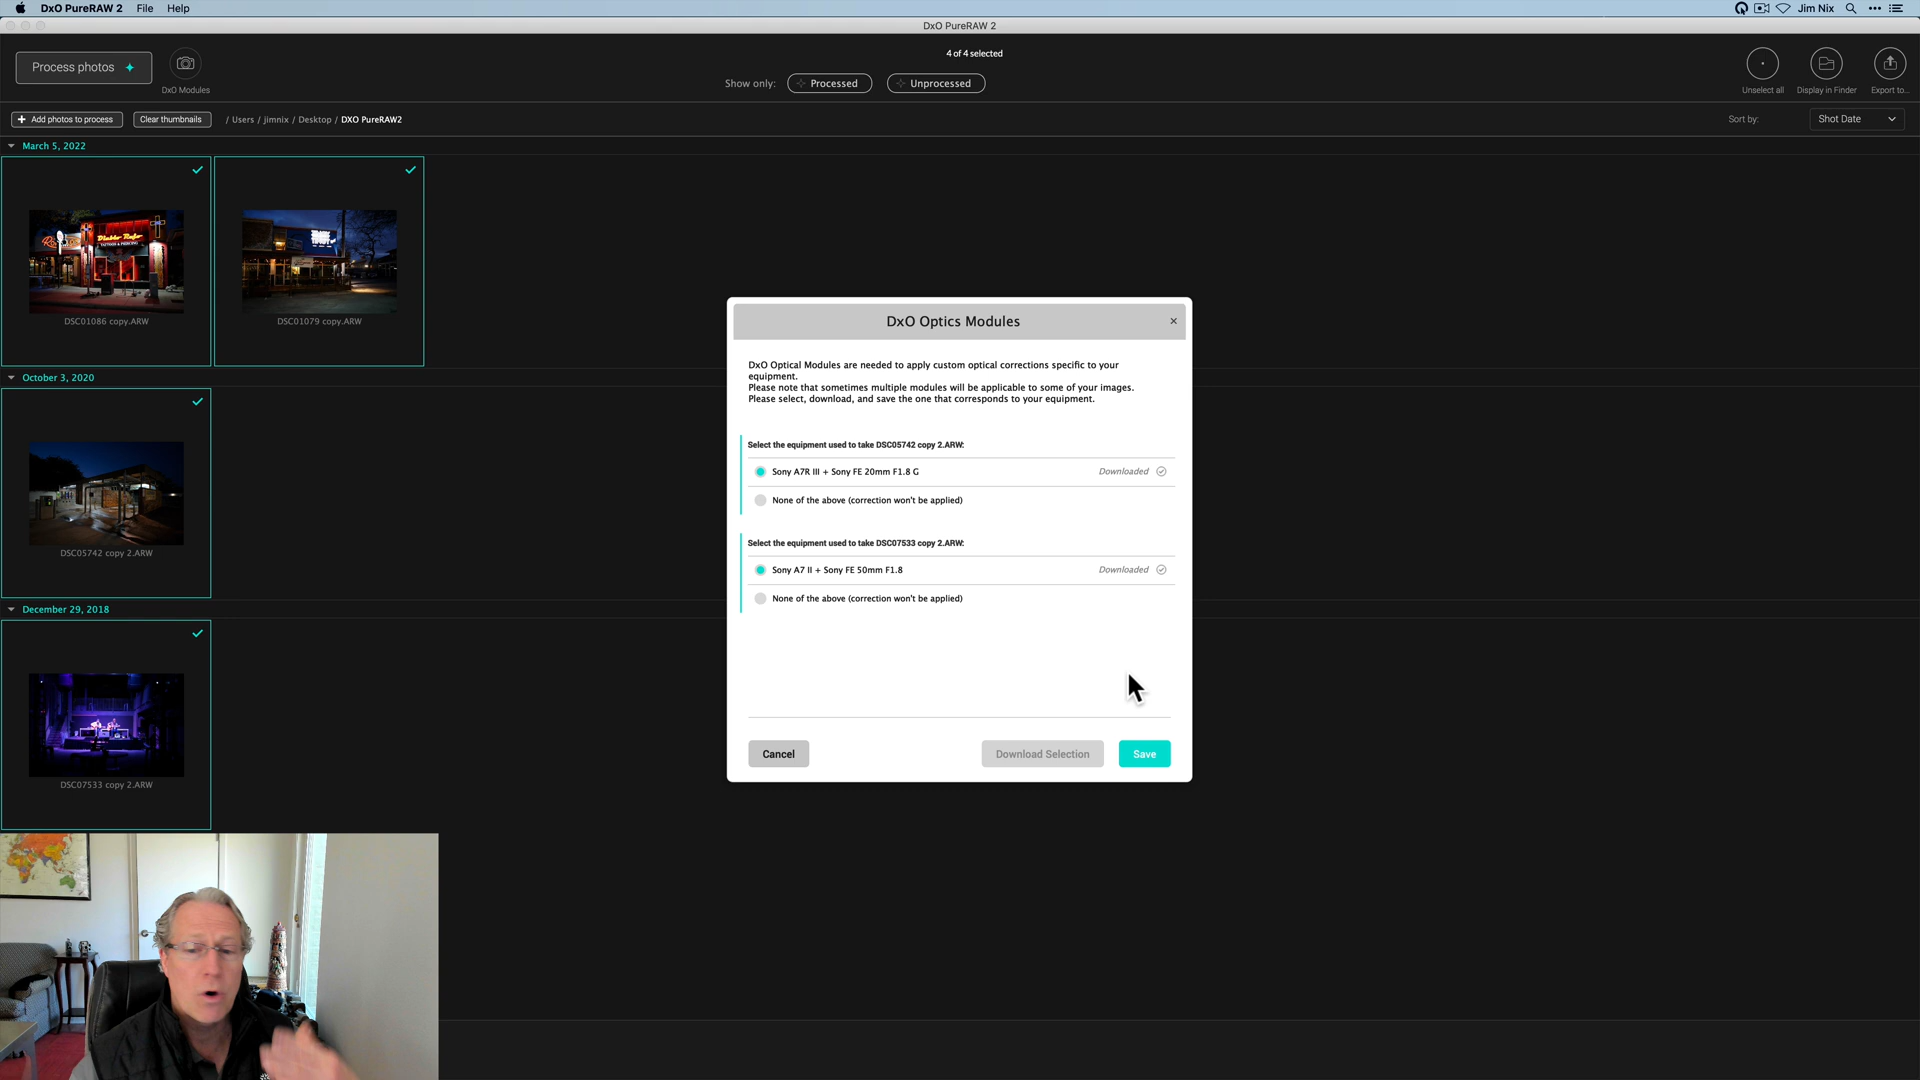 DxO PureRAW 2 File Help
Jim Nix
DxO PureRAW 2
Process photos
DxO Modules
4 of 4 selected
Show only: Processed Unprocessed
Unselect all Display in Finder Export to...
Add photos to process Clear thumbnails / Users / jimnix / Desktop / DXO PureRAW2
Sort by: Shot Date
March 5, 2022
DSC01086 copy.ARW DSC01079 copy.ARW
October 3, 2020
DSC05742 copy 2.ARW
December 29, 2018
DSC07533 copy 2.ARW
DxO Optics Modules
DxO Optical Modules are needed to apply custom optical corrections specific to your
equipment.
Please note that sometimes multiple modules will be applicable to some of your images.
Please select, download, and save the one that corresponds to your equipment.
Select the equipment used to take DSC05742 copy 2.ARW:
Sony A7R III + Sony FE 20mm F1.8 G Downloaded
None of the above (correction won't be applied)
Select the equipment used to take DSC07533 copy 2.ARW:
Sony A7 II + Sony FE 50mm F1.8 Downloaded
None of the above (correction won't be applied)
Cancel Download Selection Save